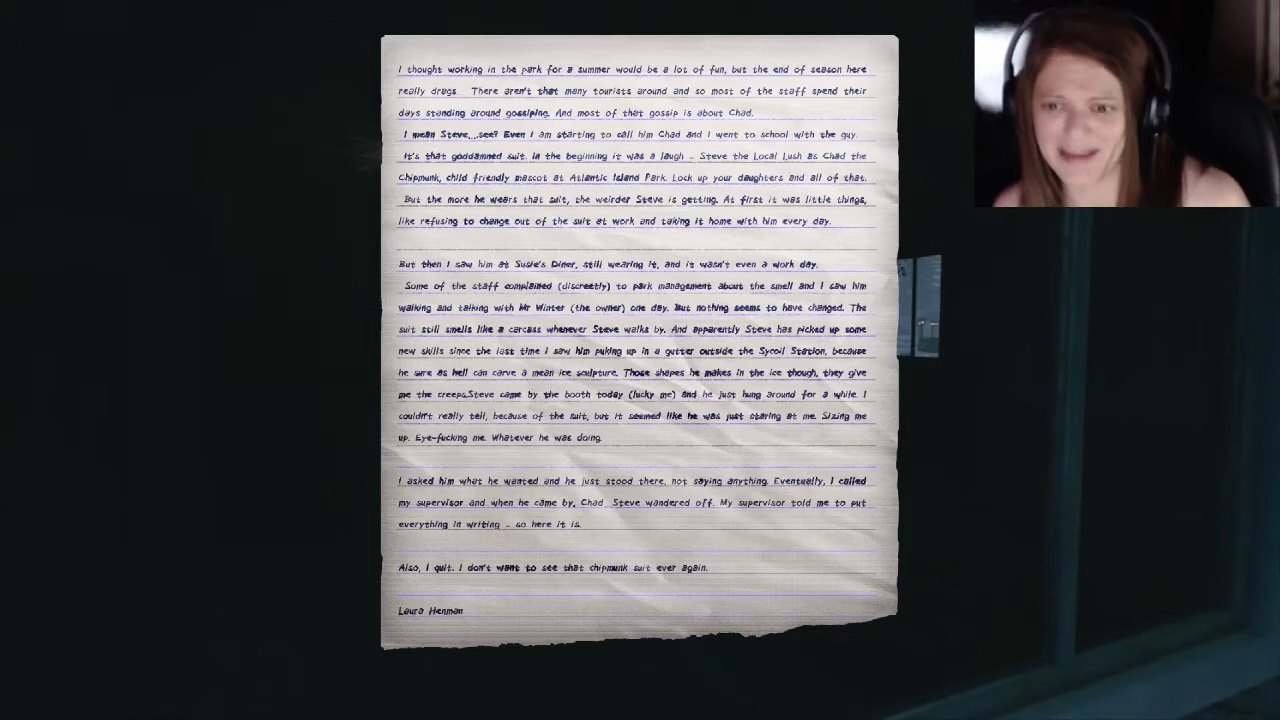 I thought working in the park for a summer would be a lot of fun, but the end of season here
really drags. There aren't that many tourists around and so most of the staff spend their
days standing around gossiping. And most of that gossip is about Chad.
I mean Steve...see? Even I am starting to call him Chad and I went to school with the guy.
It's that goddamned suit. In the beginning it was a laugh - Steve the Local Lush as Chad the
Chipmunk, child friendly mascot at Atlantic Island Park. Lock up your daughters and all of that.
But the more he wears that suit, the weirder Steve is getting. At first it was little things,
like refusing to change out of the suit at work and taking it home with him every day.
But then I saw him at Susie's Diner, still wearing it, and it wasn't even a work day.
Some of the staff complained (discreetly) to park management about the smell and I saw him
walking and talking with Mr Winter (the owner) one day. But nothing seems to have changed. The
suit still smells like a carcass whenever Steve walks by. And apparently Steve has picked up some
new skills since the last time I saw him puking up in a gutter outside the Sycoil Station, because
he sure as hell can carve a mean ice sculpture. Those shapes he makes in the ice though, they give
me the creeps.Steve came by the booth today (lucky me) and he just hung around for a while. I
couldn't really tell, because of the suit, but it seemed like he was just staring at me. Sizing me
up. Eye-fucking me. Whatever he was doing.
I asked him what he wanted and he just stood there, not saying anything. Eventually, I called
my supervisor and when he came by, Chad...Steve wandered off. My supervisor told me to put
everything in writing - so here it is.
Also, I quit. I don't want to see that chipmunk suit ever again.
Laura Henman